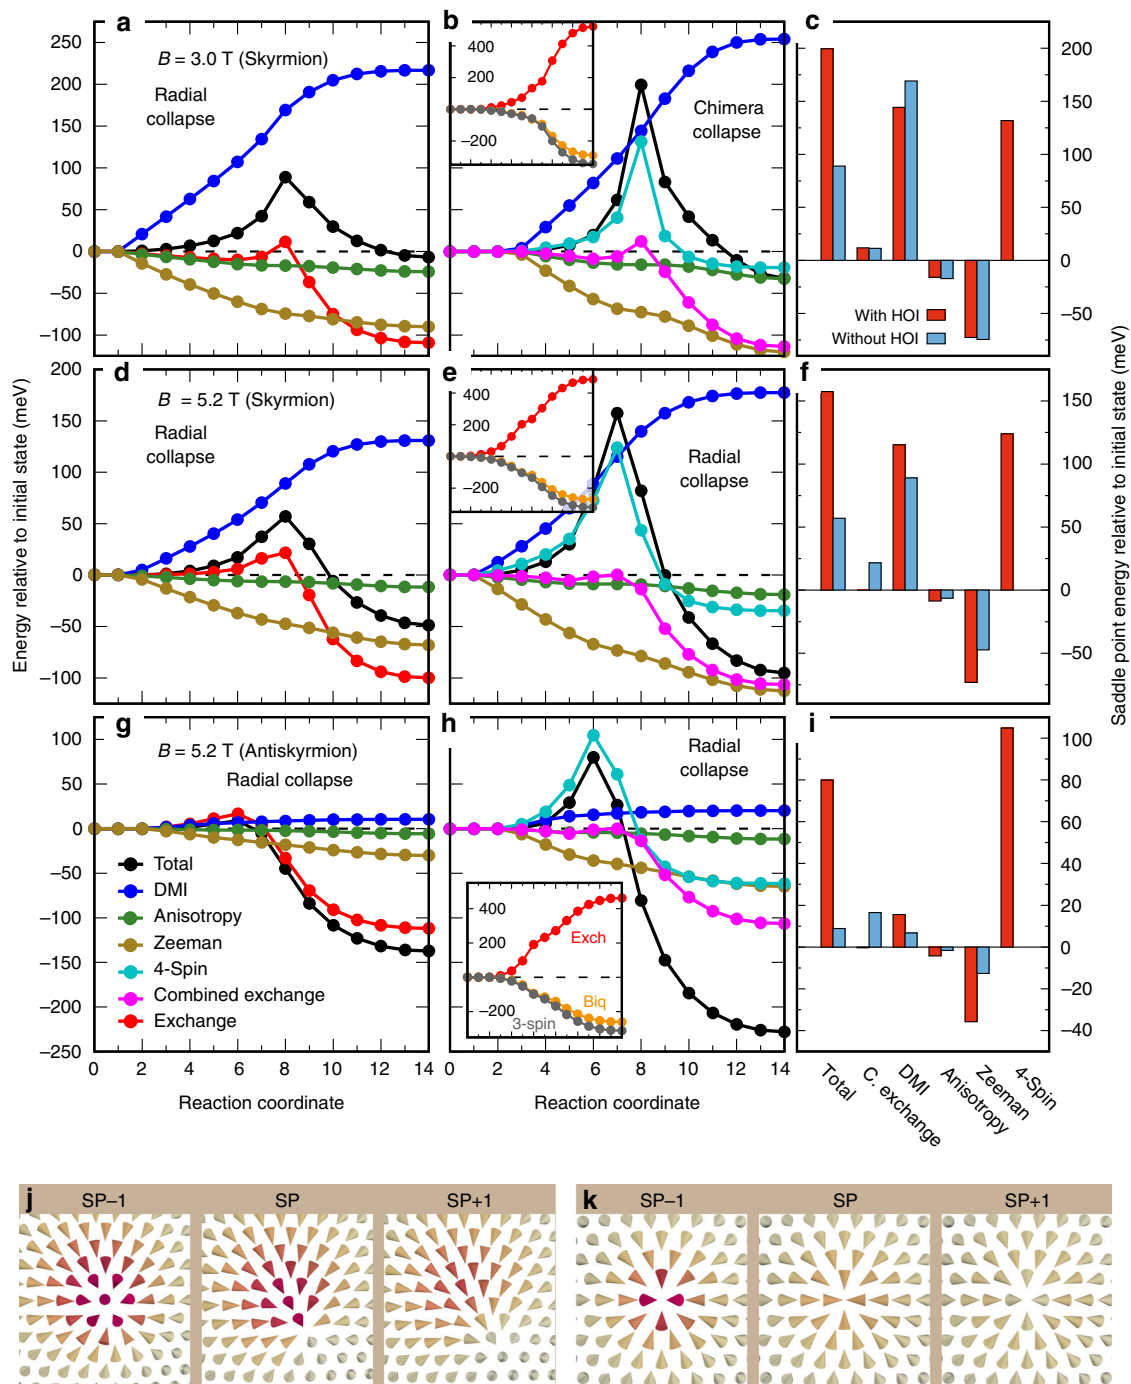 a
B = 3.0 T (Skyrmion)
Radial
collapse
250
200
150
100
50
0
−50
−100
b
400
200
−200
Chimera
collapse
c
With HOI
Without HOI
200
150
100
50
0
−50
d
B = 5.2 T (Skyrmion)
Radial
collapse
200
150
100
50
0
−50
−100
e
400
200
−200
Radial
collapse
f
150
100
50
0
−50
Energy relative to initial state (meV)
Saddle point energy relative to initial state (meV)
g
B = 5.2 T (Antiskyrmion)
Radial collapse
100
50
0
−50
−100
−150
−200
−250
Total
DMI
Anisotropy
Zeeman
4-Spin
Combined exchange
Exchange
0 2 4 6 8 10 12 14
Reaction coordinate
h
Radial
collapse
400
200
−200
Exch
Biq
3-spin
0 2 4 6 8 10 12 14
Reaction coordinate
i
100
80
60
40
20
0
−20
−40
Total
C. exchange
DMI
Anisotropy
Zeeman
4-Spin
j
SP−1 SP SP+1
k
SP−1 SP SP+1